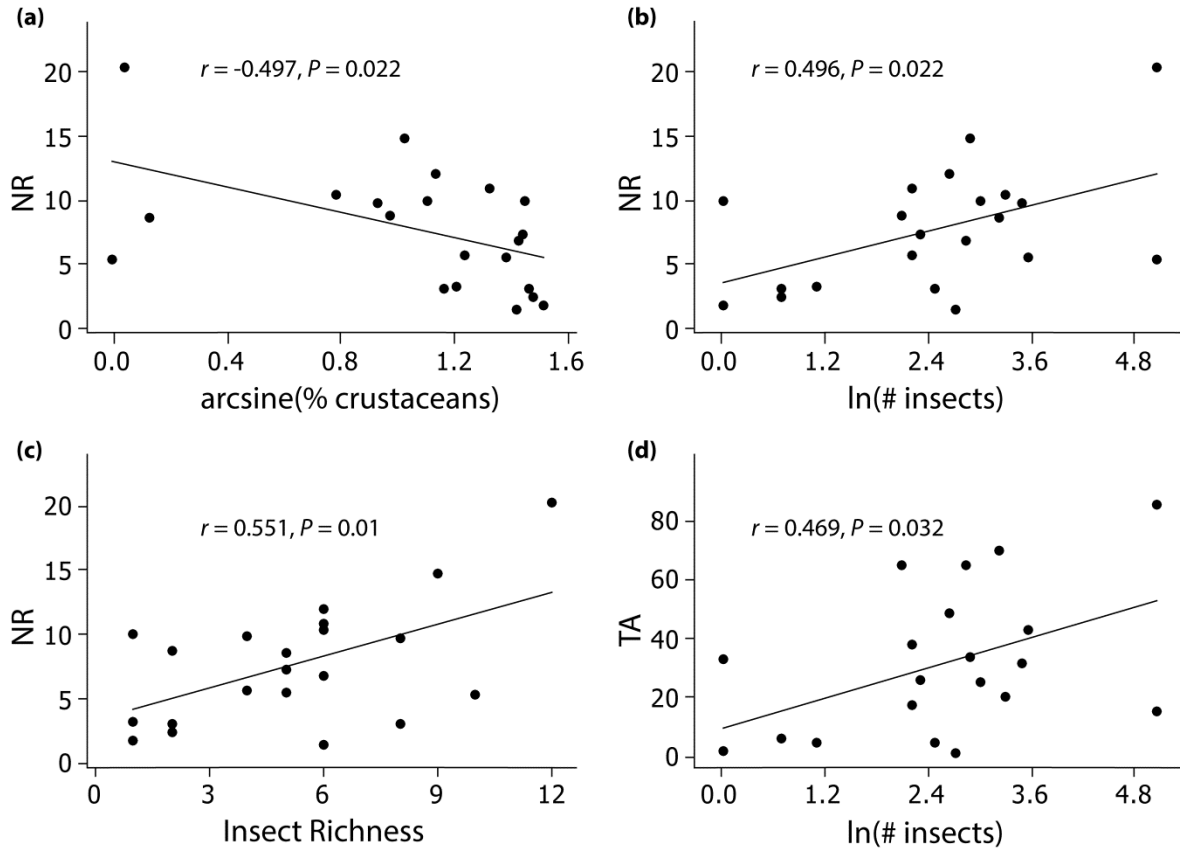 (a)
r = -0.497, P = 0.022
NR
20
15
10
5
0
0.0 0.4 0.8 1.2 1.6
arcsine(% crustaceans)
(b)
r = 0.496, P = 0.022
NR
20
15
10
5
0
0.0 1.2 2.4 3.6 4.8
ln(# insects)
(c)
r = 0.551, P = 0.01
NR
20
15
10
5
0
0 3 6 9 12
Insect Richness
(d)
r = 0.469, P = 0.032
TA
80
60
40
20
0
0.0 1.2 2.4 3.6 4.8
ln(# insects)